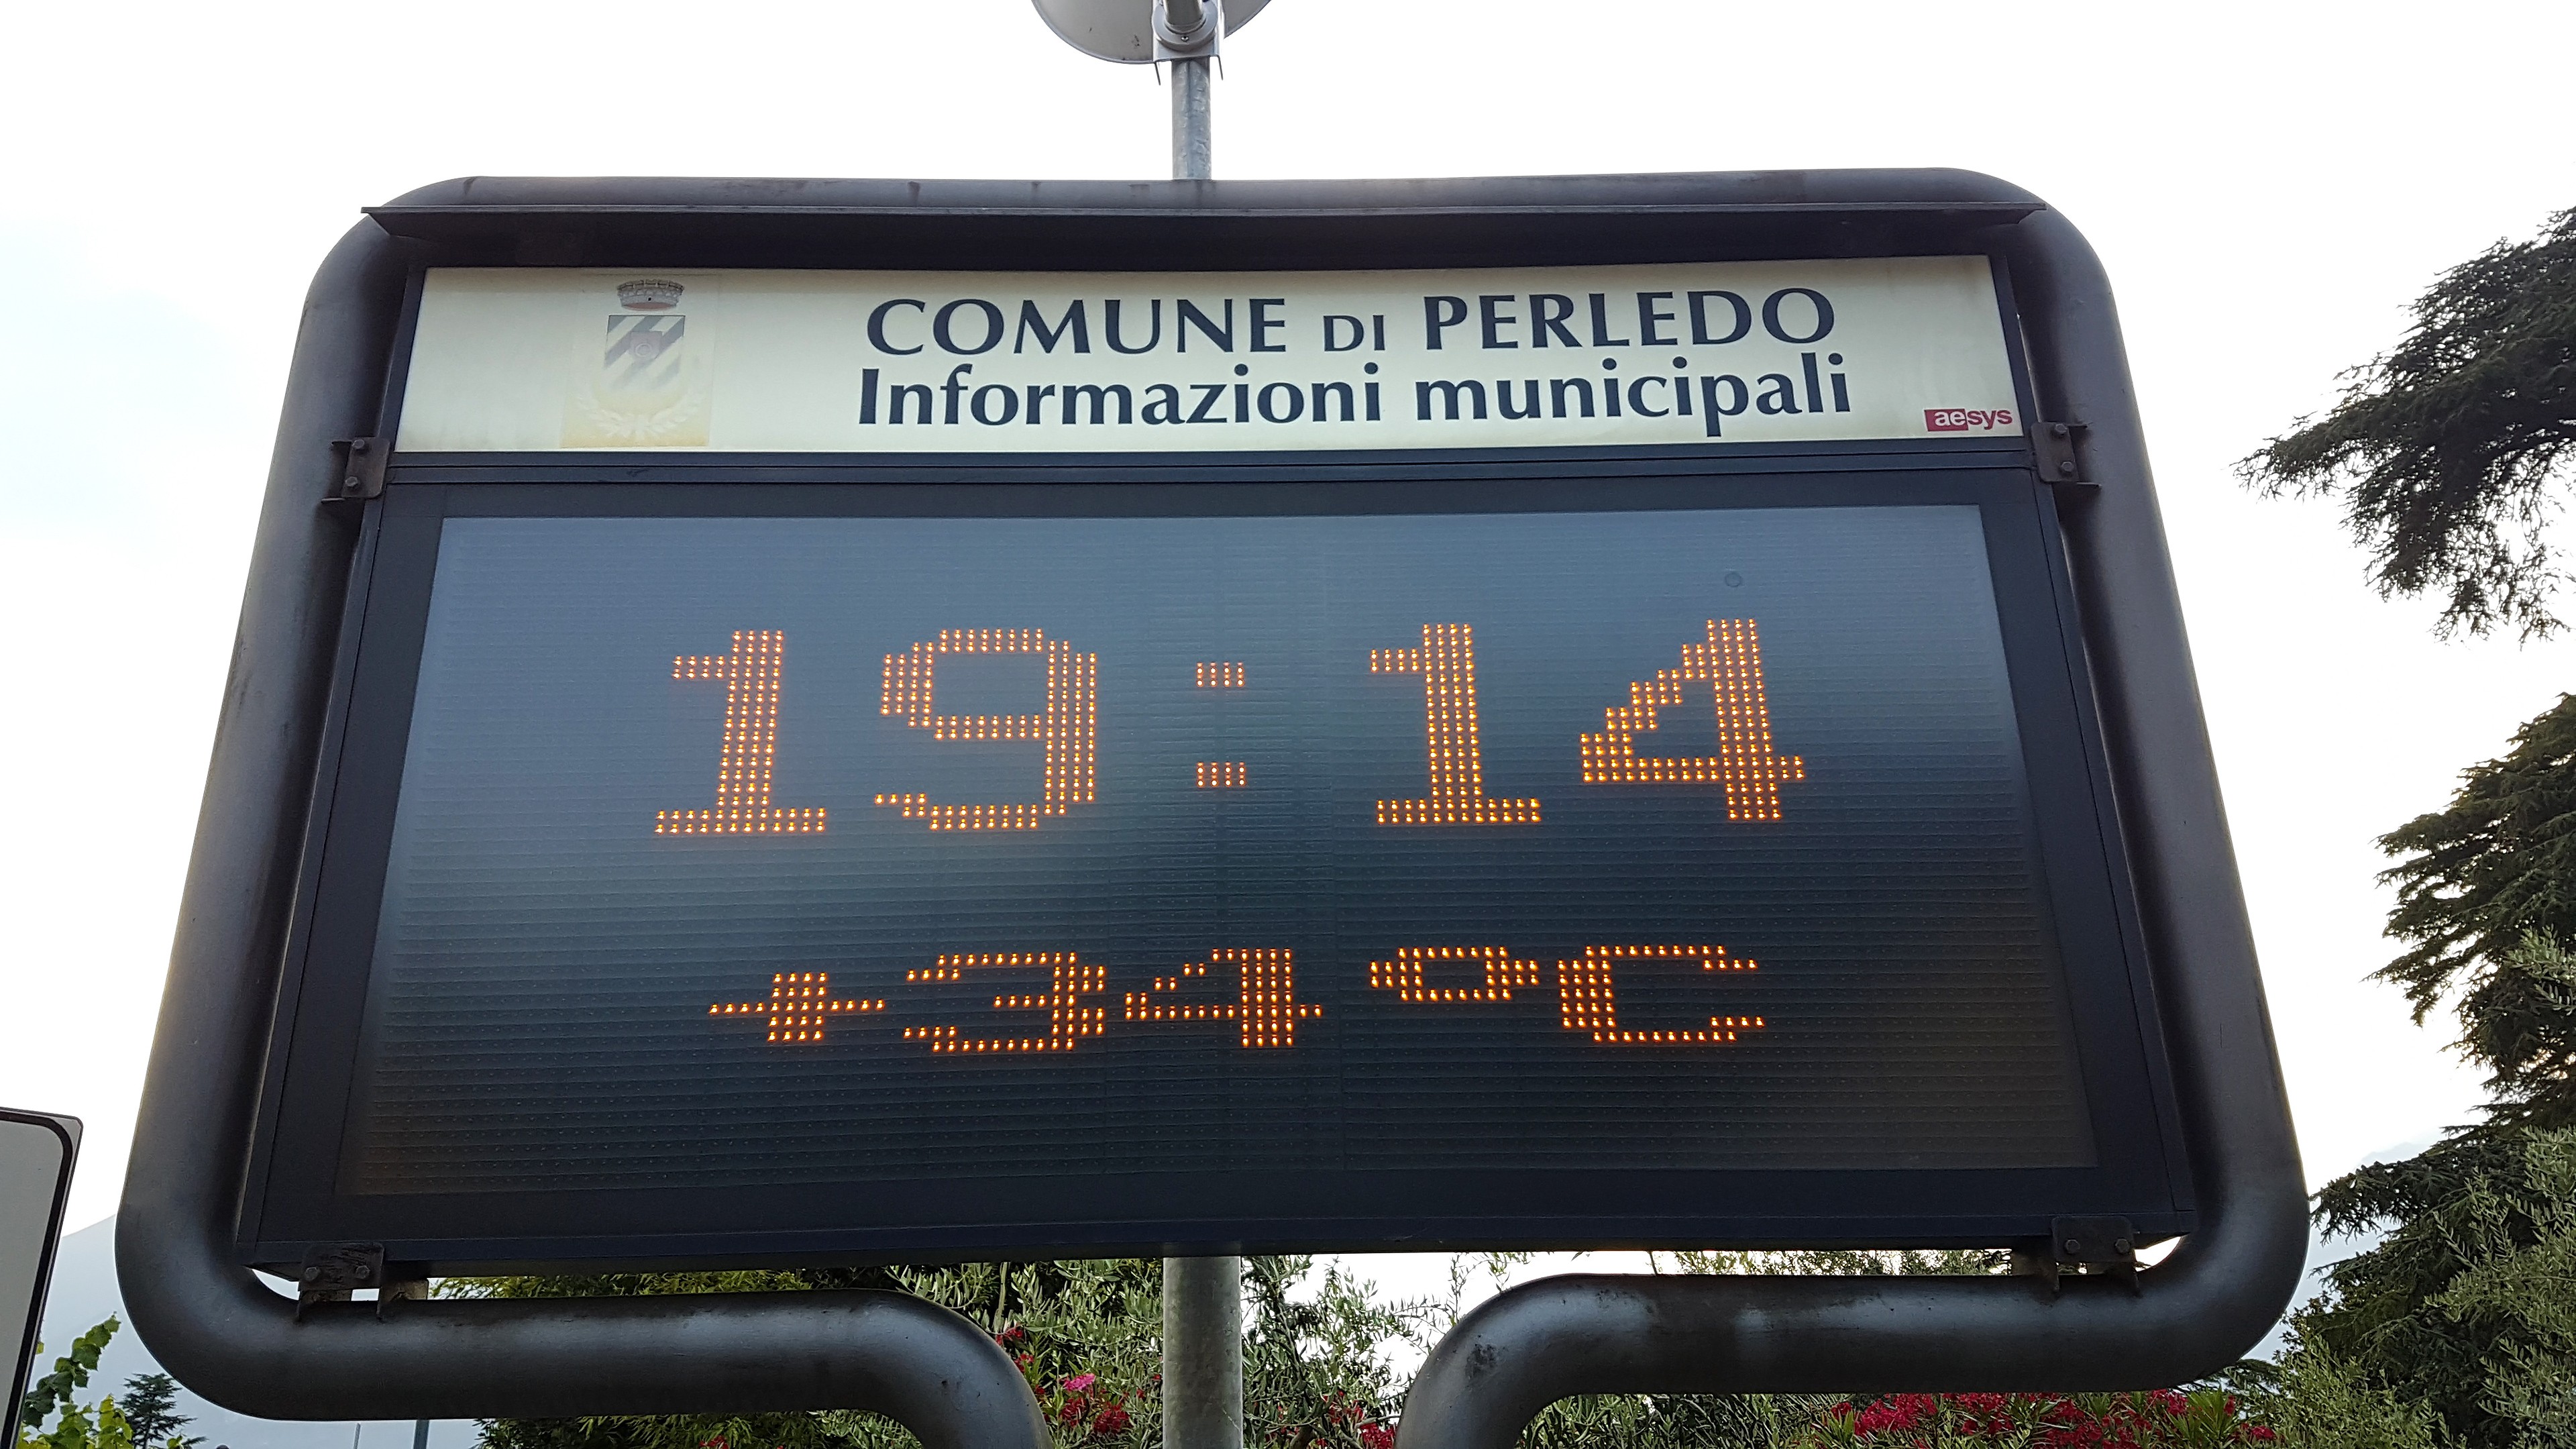 COMUNE DI PERLEDO
Informazioni municipali
aesys
19:14
+34°C